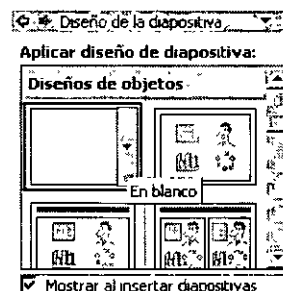 Diseño de la diapositiva
Aplicar diseño de diapositiva:
Diseños de objetos
En blanco
Mostrar al insertar diapositivas